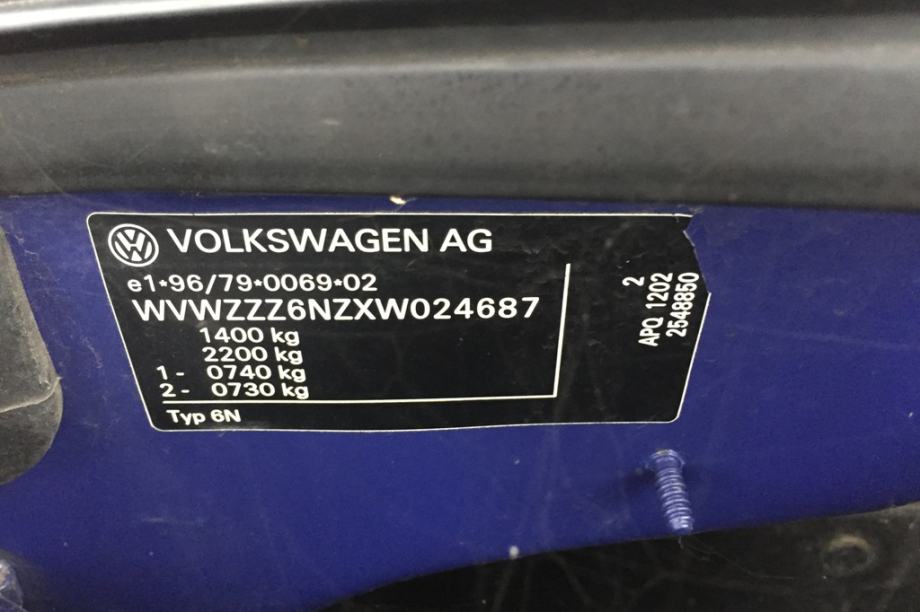 VOLKSWAGEN AG
e1*96/79*0069*02
WVWZZZ6NZXW024687
1400 kg
2200 kg
1 - 0740 kg
2 - 0730 kg
Typ 6N
2
APQ 1202
2548850